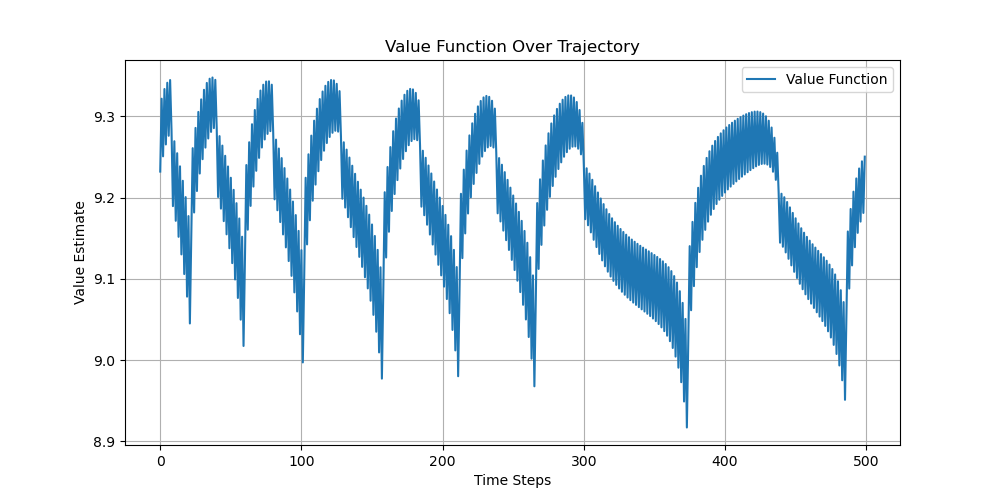 Value Function Over Trajectory
Value Function
Value Estimate
9.3
9.2
9.1
9.0
8.9
0 100 200 300 400 500
Time Steps